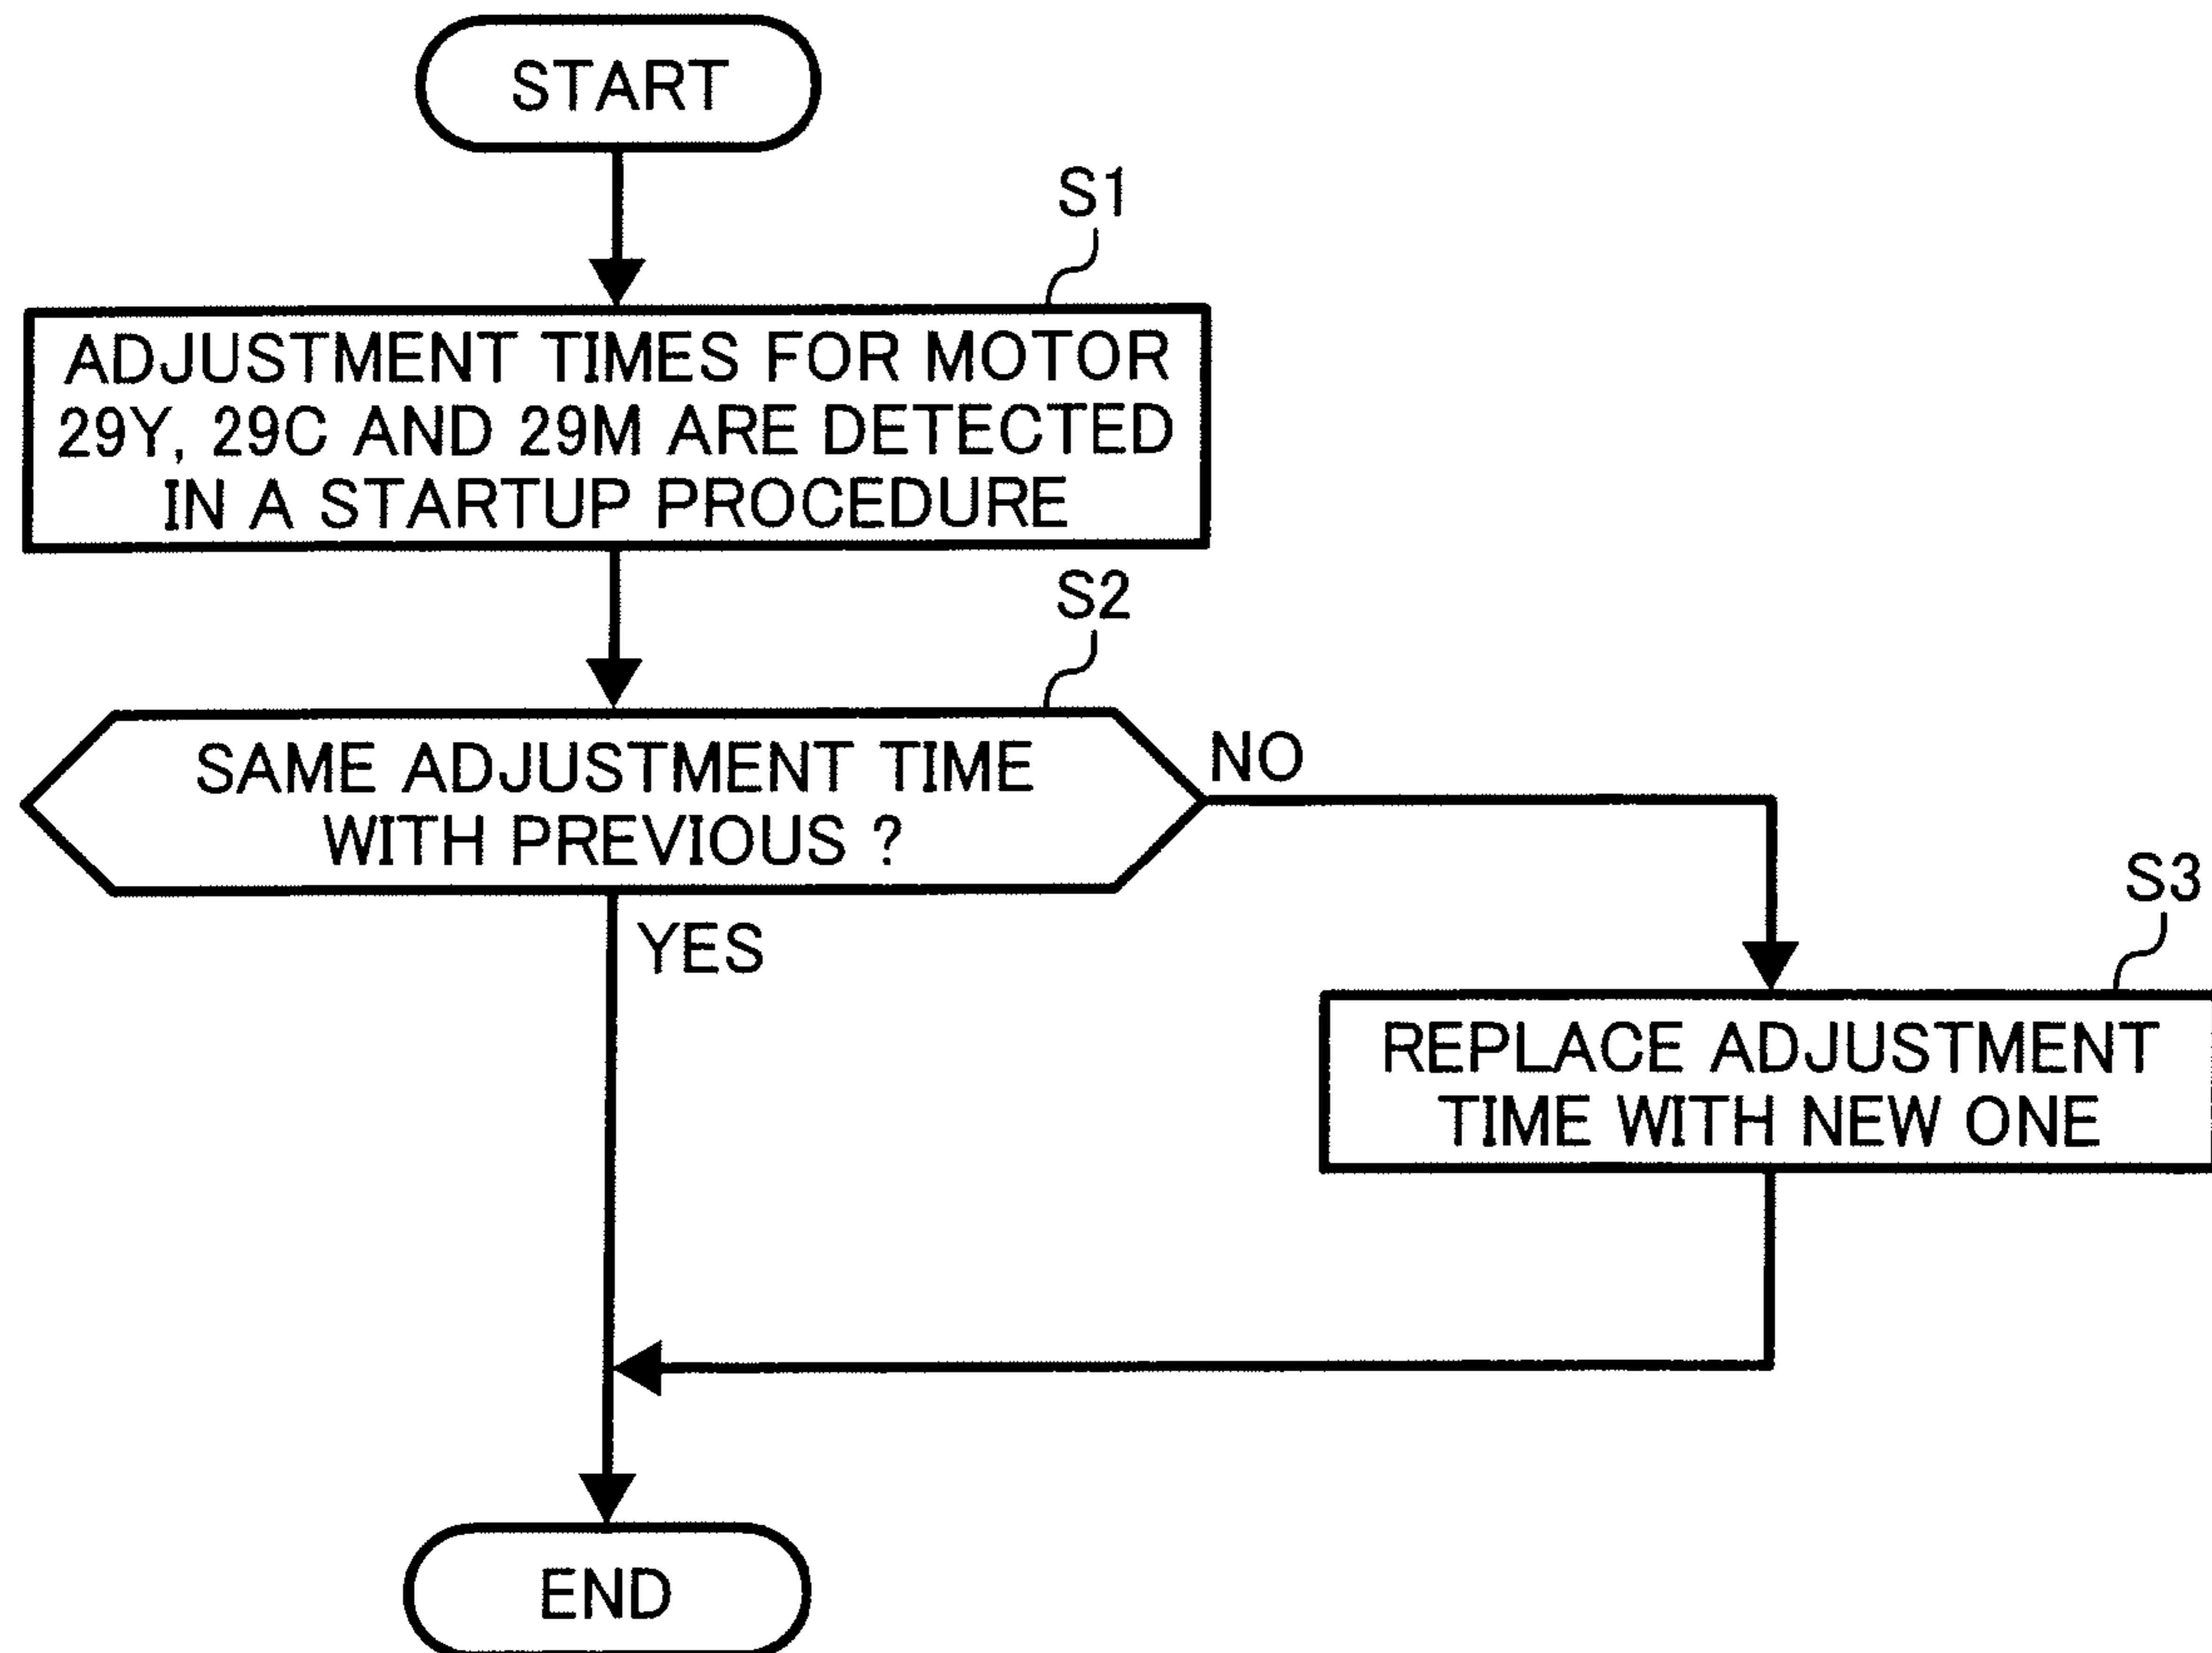 START
S1
ADJUSTMENT TIMES FOR MOTOR
29Y, 29C AND 29M ARE DETECTED
IN A STARTUP PROCEDURE
S2
SAME ADJUSTMENT TIME
WITH PREVIOUS ?
NO
YES
S3
REPLACE ADJUSTMENT
TIME WITH NEW ONE
END